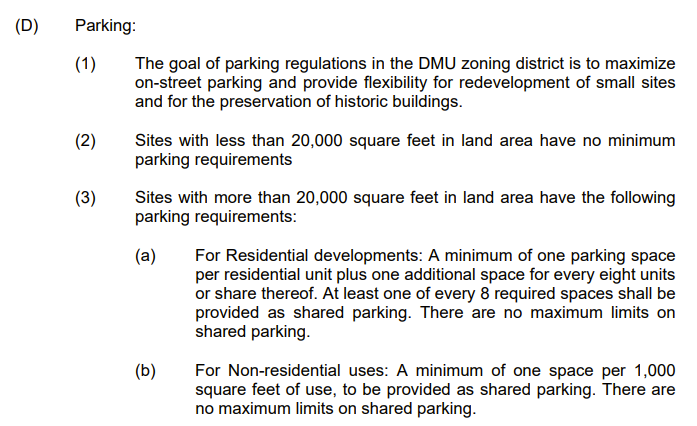 (D) Parking:
(1) The goal of parking regulations in the DMU zoning district is to maximize
on-street parking and provide flexibility for redevelopment of small sites
and for the preservation of historic buildings.
(2) Sites with less than 20,000 square feet in land area have no minimum
parking requirements
(3) Sites with more than 20,000 square feet in land area have the following
parking requirements:
(a) For Residential developments: A minimum of one parking space
per residential unit plus one additional space for every eight units
or share thereof. At least one of every 8 required spaces shall be
provided as shared parking. There are no maximum limits on
shared parking.
(b) For Non-residential uses: A minimum of one space per 1,000
square feet of use, to be provided as shared parking. There are
no maximum limits on shared parking.